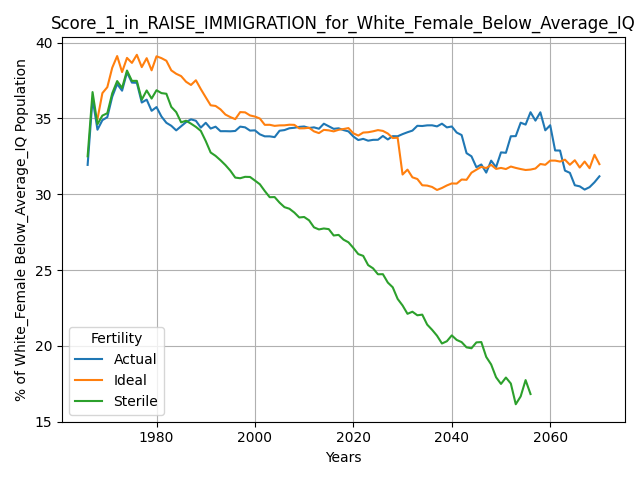 Score_1_in_RAISE_IMMIGRATION_for_White_Female_Below_Average_IQ
% of White_Female Below_Average_IQ Population
40
35
30
25
20
15
Fertility
Actual
Ideal
Sterile
1980
2000
2020
2040
2060
Years